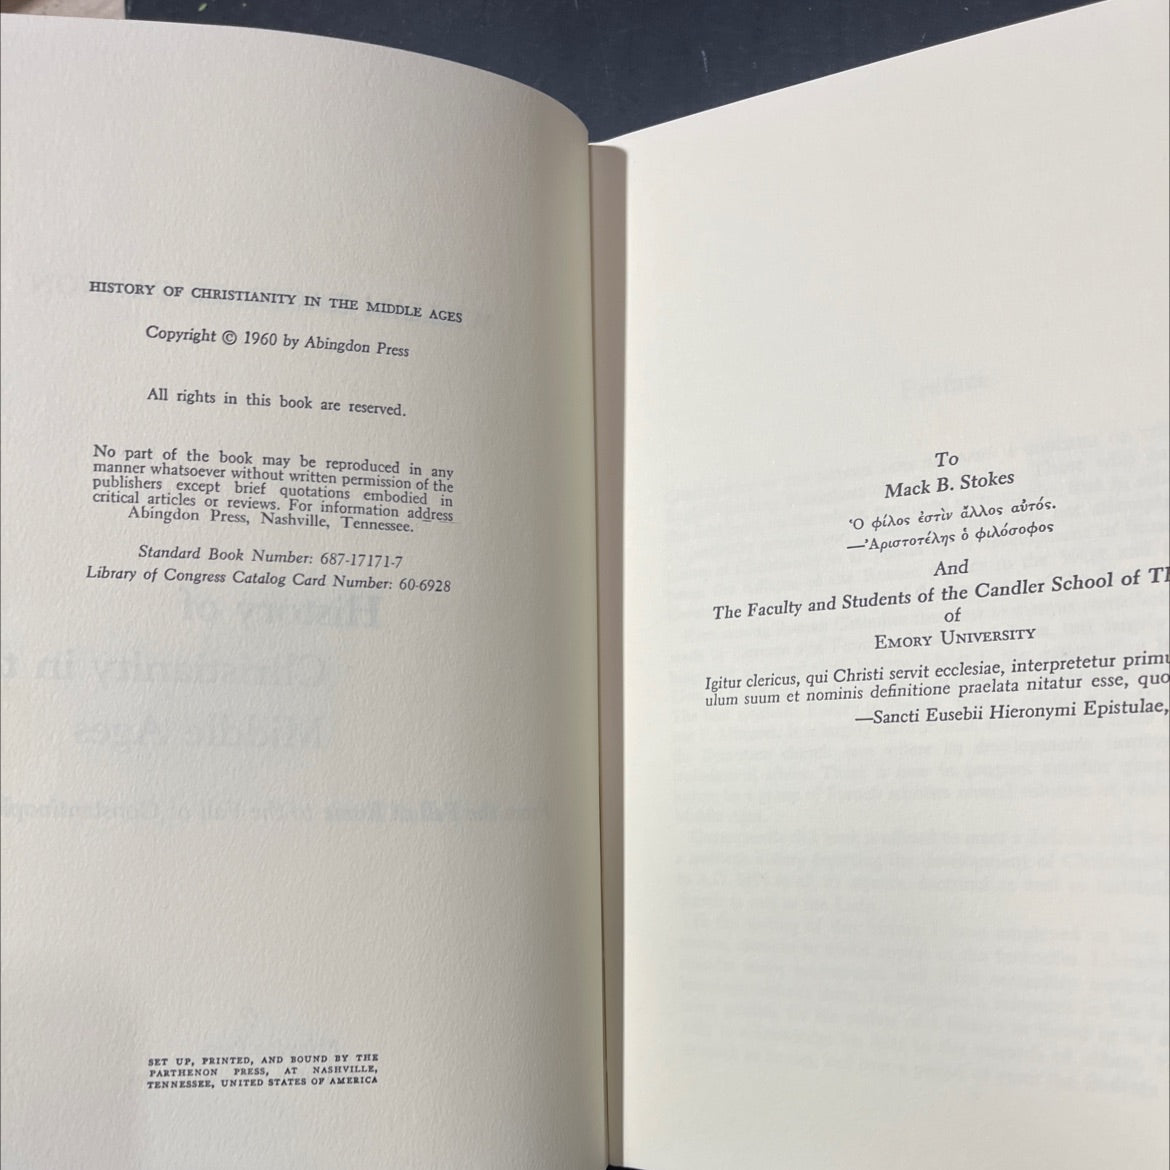 HISTORY OF CHRISTIANITY IN THE MIDDLE AGES
Copyright © 1960 by Abingdon Press
All rights in this book are reserved.
No part of the book may be reproduced in any
manner whatsoever without written permission of the
publishers except brief quotations embodied in
critical articles or reviews. For information address
Abingdon Press, Nashville, Tennessee.
Standard Book Number: 687-17171-7
Library of Congress Catalog Card Number: 60-6928
SET UP, PRINTED, AND BOUND BY THE
PARTHENON PRESS, AT NASHVILLE,
TENNESSEE, UNITED STATES OF AMERICA
To
Mack B. Stokes
Ὁ φίλος ἐστὶν ἄλλος αὐτός.
—Ἀριστοτέλης ὁ φιλόσοφος
And
The Faculty and Students of the Candler School of
of
EMORY UNIVERSITY
Igitur clericus, qui Christi servit ecclesiae, interpretetur
ulum suum et nominis definitione praelata nitatur esse,
—Sancti Eusebii Hieronymi Epistulae,